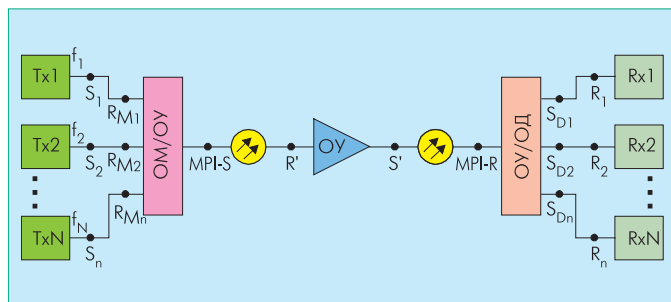 Tx1
f1
S1
RM1
Tx2
f2
S2
RM2
TxN
fN
Sn
RMn
ОМ/ОУ
MPI-S
R'
ОУ
S'
MPI-R
ОУ/ОД
SD1
R1
Rx1
SD2
R2
Rx2
SDn
Rn
RxN